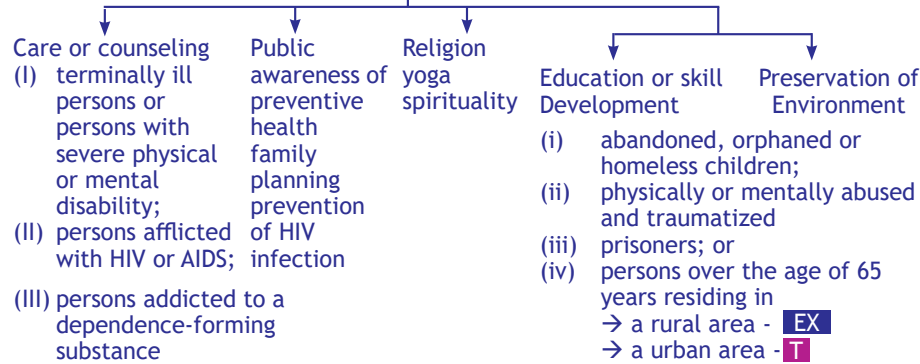 Care or counseling
(I) terminally ill
persons or
persons with
severe physical
or mental
disability;
(II) persons afflicted
with HIV or AIDS;
(III) persons addicted to a
dependence-forming
substance
Public
awareness of
preventive
health
family
planning
prevention
of HIV
infection
Religion
yoga
spirituality
Education or skill
Development
(i) abandoned, orphaned or
homeless children;
(ii) physically or mentally abused
and traumatized
(iii) prisoners; or
(iv) persons over the age of 65
years residing in
→ a rural area - EX
→ a urban area - T
Preservation of
Environment